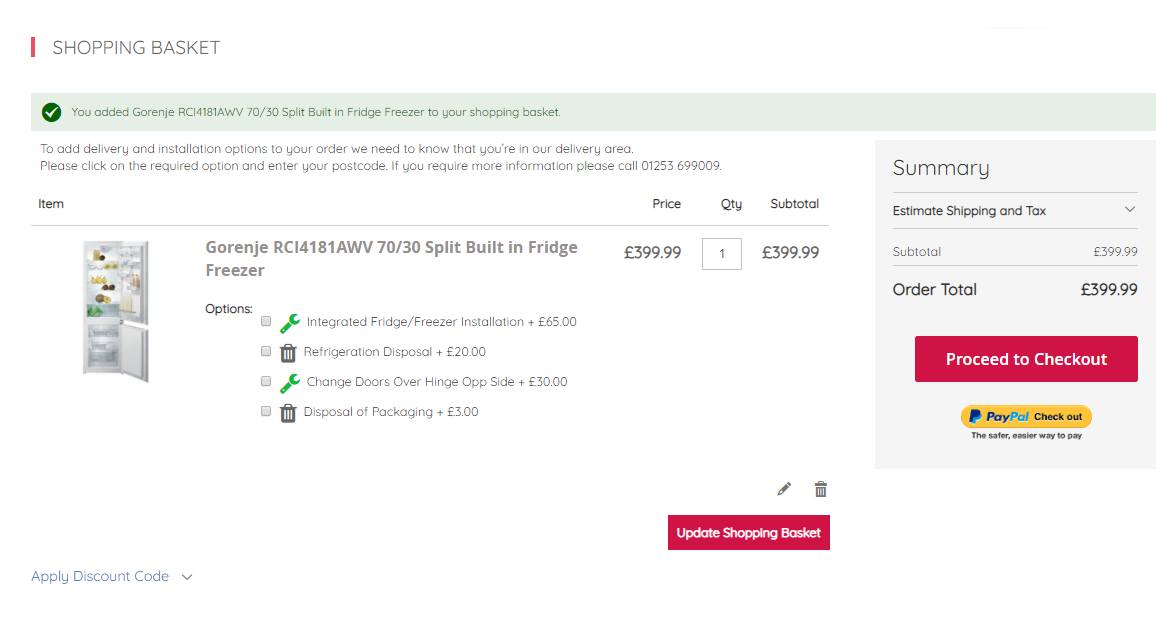 SHOPPING BASKET
You added Gorenje RCI4181AWV 70/30 Split Built in Fridge Freezer to your shopping basket.
To add delivery and installation options to your order we need to know that you're in our delivery area.
Please click on the required option and enter your postcode. If you require more information please call 01253 699009.
Item Price Qty Subtotal
Gorenje RCI4181AWV 70/30 Split Built in Fridge
Freezer
£399.99 1 £399.99
Options:
Integrated Fridge/Freezer Installation + £65.00
Refrigeration Disposal + £20.00
Change Doors Over Hinge Opp Side + £30.00
Disposal of Packaging + £3.00
Update Shopping Basket
Apply Discount Code
Summary
Estimate Shipping and Tax
Subtotal £399.99
Order Total £399.99
Proceed to Checkout
PayPal Check out
The safer, easier way to pay